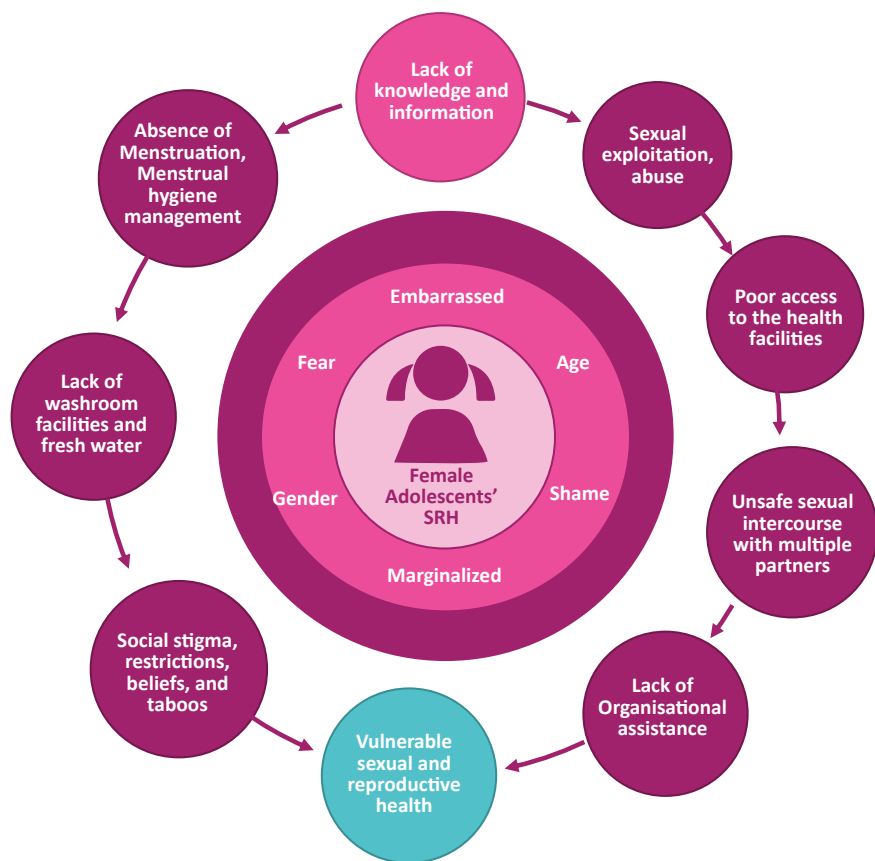 Lack of
knowledge and
information
Sexual
exploitation,
abuse
Poor access
to the health
facilities
Unsafe sexual
intercourse
with multiple
partners
Lack of
Organisational
assistance
Absence of
Menstruation,
Menstrual
hygiene
management
Lack of
washroom
facilities and
fresh water
Social stigma,
restrictions,
beliefs, and
taboos
Vulnerable
sexual and
reproductive
health
Embarrassed
Age
Shame
Marginalized
Gender
Fear
Female
Adolescents’
SRH